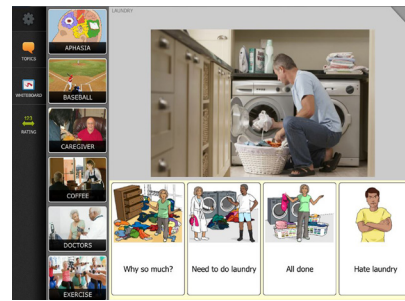 LAUNDRY
TOPICS
WHITEBOARD
123
RATING
APHASIA
BASEBALL
CAREGIVER
COFFEE
DOCTORS
EXERCISE
Why so much?
Need to do laundry
All done
Hate laundry